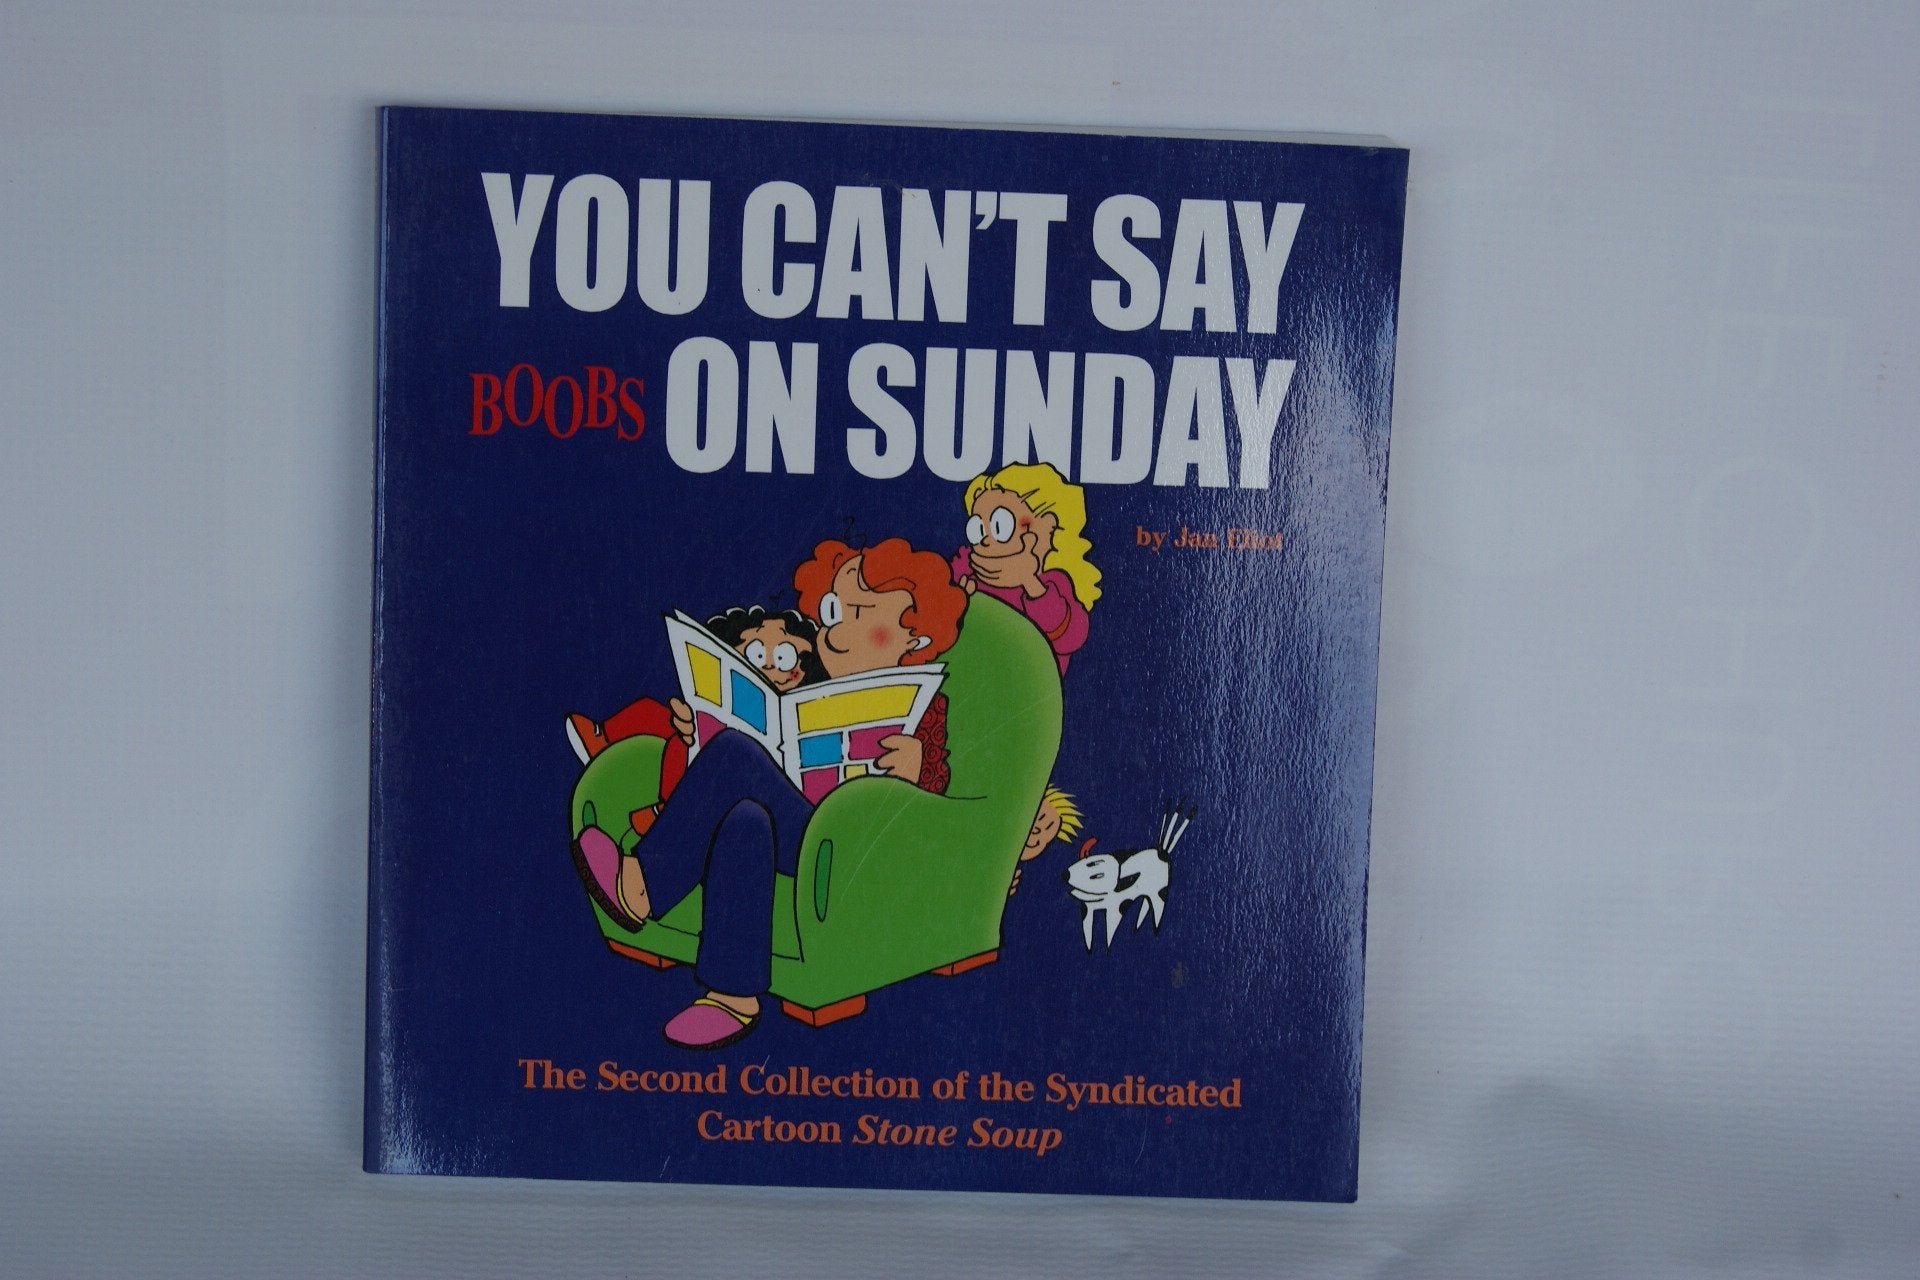 YOU CAN'T SAY
BOOBS ON SUNDAY
by Jan Eliot
The Second Collection of the Syndicated
Cartoon Stone Soup